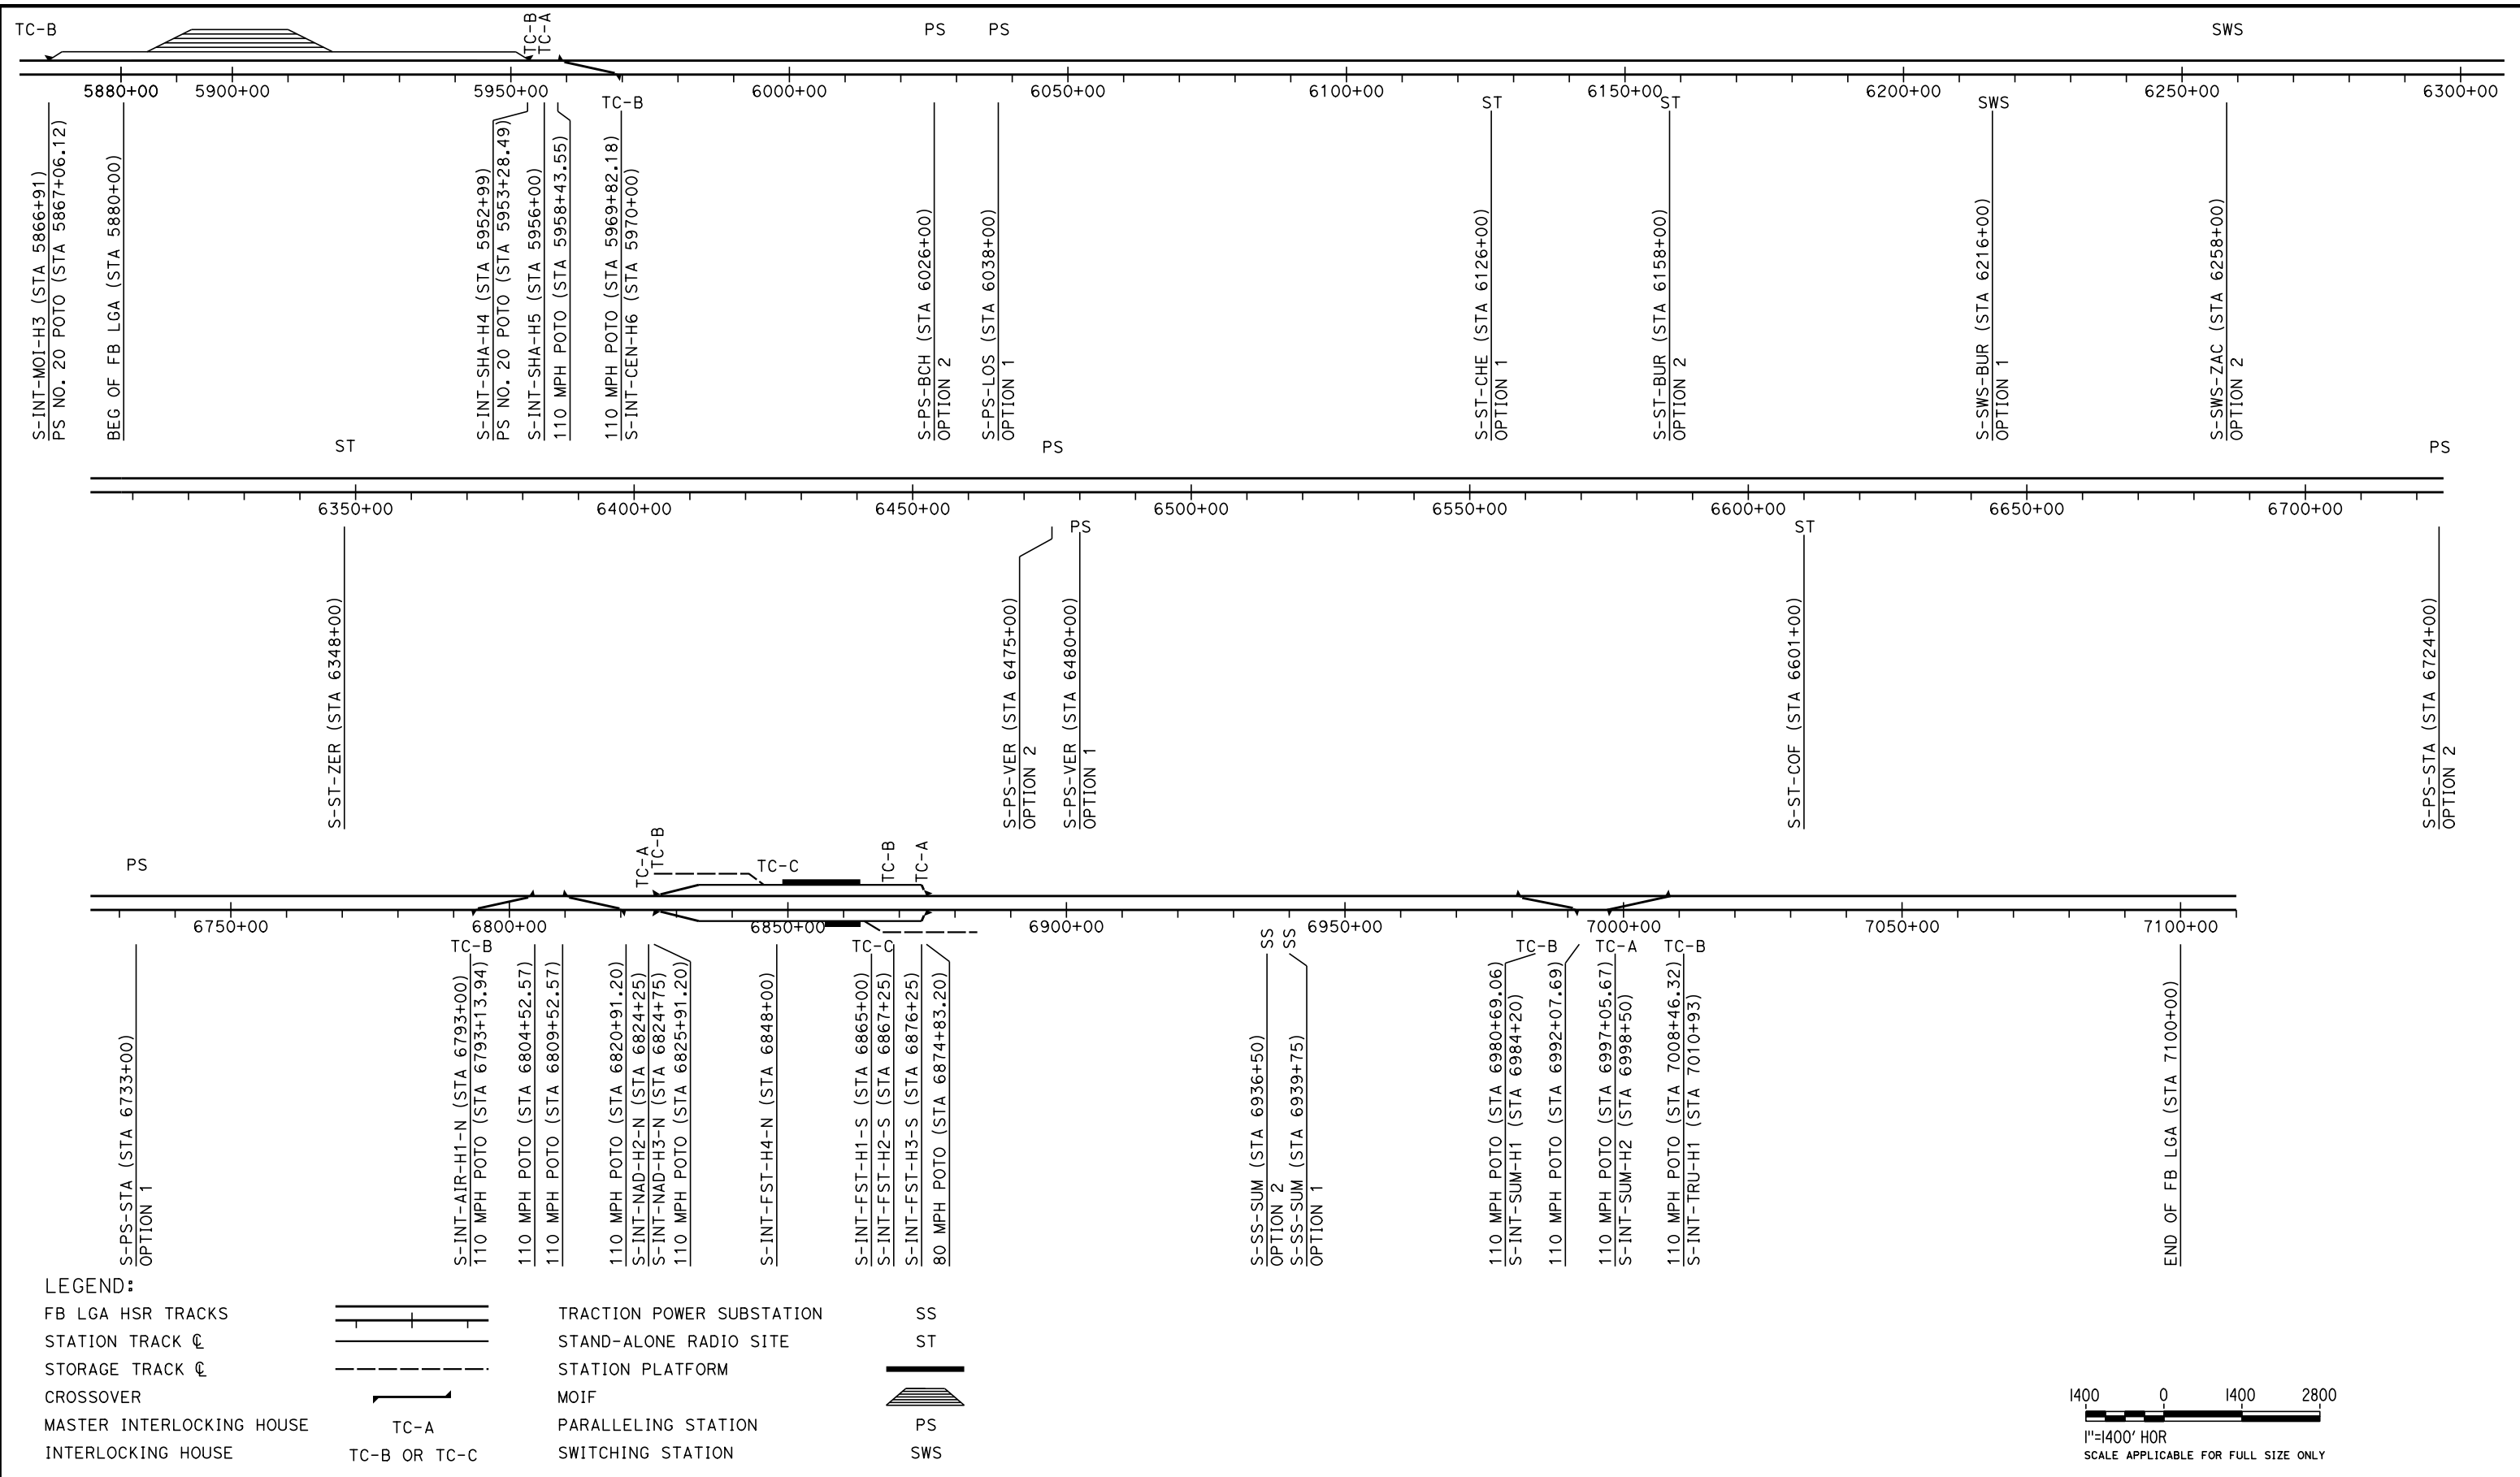 TC-B
TC-B
TC-A
PS
PS
SWS
5880+00
5900+00
5950+00
6000+00
6050+00
6100+00
6150+00
6200+00
6250+00
6300+00
TC-B
ST
ST
SWS
S-INT-MOI-H3 (STA 5866+91)
PS NO. 20 POTO (STA 5867+06.12)
BEG OF FB LGA (STA 5880+00)
S-INT-SHA-H4 (STA 5952+99)
PS NO. 20 POTO (STA 5953+28.49)
S-INT-SHA-H5 (STA 5956+00)
110 MPH POTO (STA 5958+43.55)
110 MPH POTO (STA 5969+82.18)
S-INT-CEN-H6 (STA 5970+00)
S-PS-BCH (STA 6026+00)
OPTION 2
S-PS-LOS (STA 6038+00)
OPTION 1
S-ST-CHE (STA 6126+00)
OPTION 1
S-ST-BUR (STA 6158+00)
OPTION 2
S-SWS-BUR (STA 6216+00)
OPTION 1
S-SWS-ZAC (STA 6258+00)
OPTION 2
ST
PS
PS
6350+00
6400+00
6450+00
6500+00
6550+00
6600+00
6650+00
6700+00
PS
ST
S-ST-ZER (STA 6348+00)
S-PS-VER (STA 6475+00)
OPTION 2
S-PS-VER (STA 6480+00)
OPTION 1
S-ST-COF (STA 6601+00)
S-PS-STA (STA 6724+00)
OPTION 2
PS
TC-A
TC-B
TC-C
TC-B
TC-A
6750+00
6800+00
6850+00
6900+00
6950+00
7000+00
7050+00
7100+00
TC-B
TC-C
SS
SS
TC-B
TC-A
TC-B
S-PS-STA (STA 6733+00)
OPTION 1
S-INT-AIR-H1-N (STA 6793+00)
110 MPH POTO (STA 6793+13.94)
110 MPH POTO (STA 6804+52.57)
110 MPH POTO (STA 6809+52.57)
110 MPH POTO (STA 6820+91.20)
S-INT-NAD-H2-N (STA 6824+25)
S-INT-NAD-H3-N (STA 6824+75)
110 MPH POTO (STA 6825+91.20)
S-INT-FST-H4-N (STA 6848+00)
S-INT-FST-H1-S (STA 6865+00)
S-INT-FST-H2-S (STA 6867+25)
S-INT-FST-H3-S (STA 6876+25)
80 MPH POTO (STA 6874+83.20)
S-SS-SUM (STA 6936+50)
OPTION 2
S-SS-SUM (STA 6939+75)
OPTION 1
110 MPH POTO (STA 6980+69.06)
S-INT-SUM-H1 (STA 6984+20)
110 MPH POTO (STA 6992+07.69)
110 MPH POTO (STA 6997+05.67)
S-INT-SUM-H2 (STA 6998+50)
110 MPH POTO (STA 7008+46.32)
S-INT-TRU-H1 (STA 7010+93)
END OF FB LGA (STA 7100+00)
LEGEND:
FB LGA HSR TRACKS
STATION TRACK ℄
STORAGE TRACK ℄
CROSSOVER
MASTER INTERLOCKING HOUSE TC-A
INTERLOCKING HOUSE TC-B OR TC-C
TRACTION POWER SUBSTATION SS
STAND-ALONE RADIO SITE ST
STATION PLATFORM
MOIF
PARALLELING STATION PS
SWITCHING STATION SWS
1400 0 1400 2800
1"=1400' HOR
SCALE APPLICABLE FOR FULL SIZE ONLY